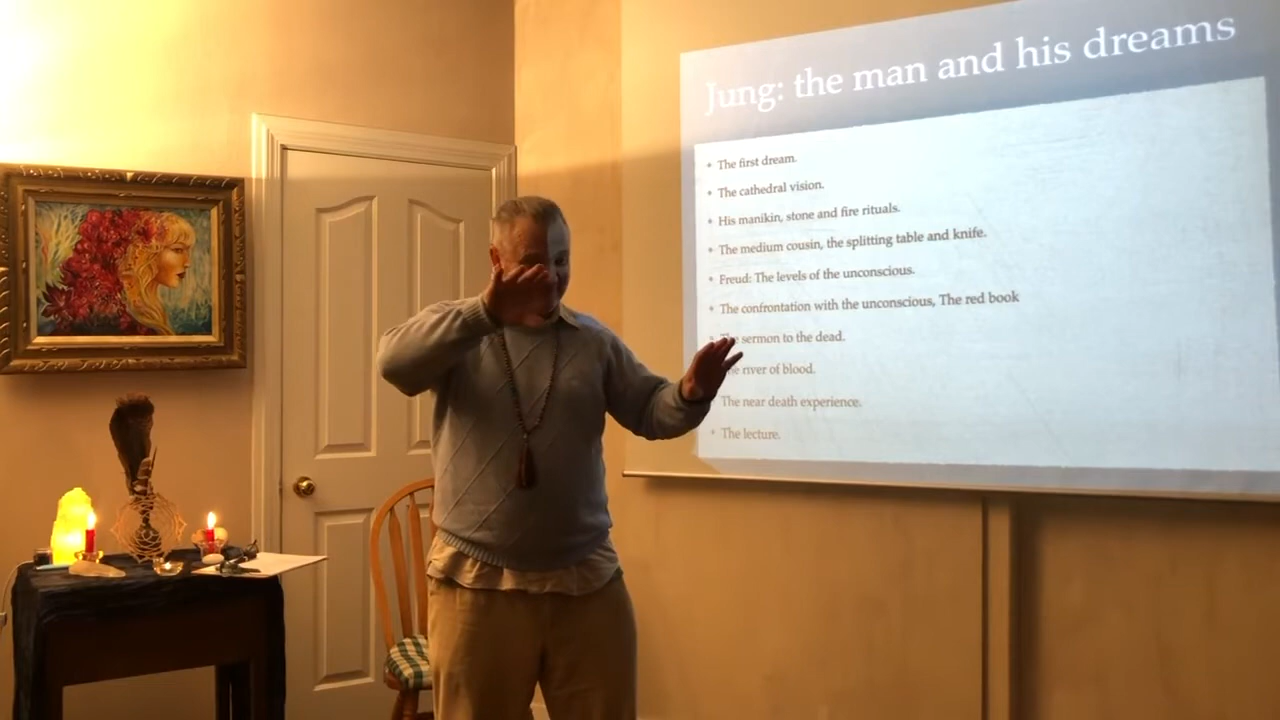 Jung: the man and his dreams
• The first dream.
• The cathedral vision.
• His manikin, stone and fire rituals.
• The medium cousin, the splitting table and knife.
• Freud: The levels of the unconscious.
• The confrontation with the unconscious, The red book
• The sermon to the dead.
The river of blood.
• The near death experience.
• The lecture.